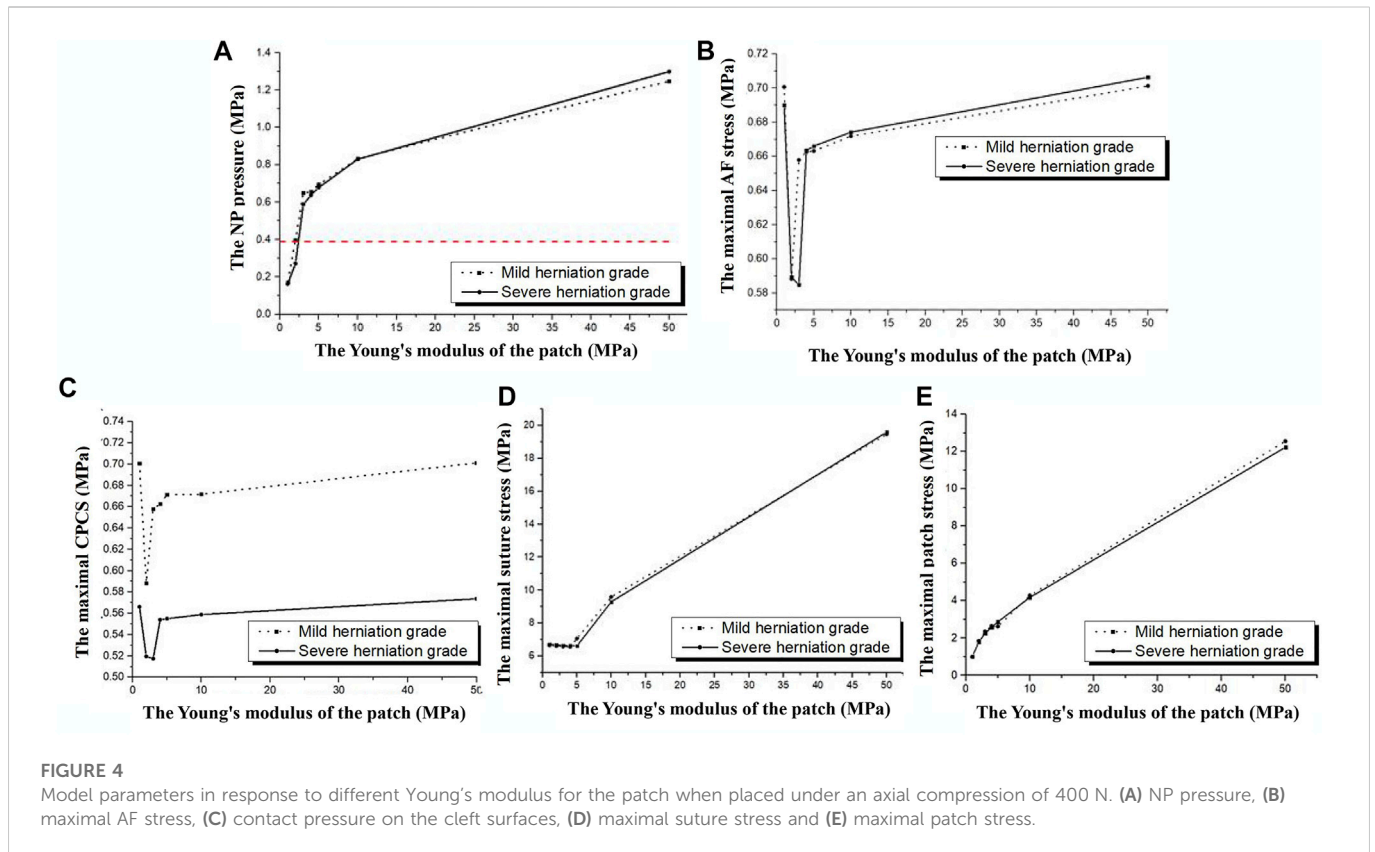 A
The NP pressure (MPa)
1.4
1.2
1.0
0.8
0.6
0.4
0.2
0.0
Mild herniation grade
Severe herniation grade
0 5 10 15 20 25 30 35 40 45 50
The Young's modulus of the patch (MPa)
B
The maximal AF stress (MPa)
0.72
0.70
0.68
0.66
0.64
0.62
0.60
0.58
Mild herniation grade
Severe herniation grade
0 5 10 15 20 25 30 35 40 45 50
The Young's modulus of the patch (MPa)
C
The maximal CPCS (MPa)
0.74
0.72
0.70
0.68
0.66
0.64
0.62
0.60
0.58
0.56
0.54
0.52
0.50
Mild herniation grade
Severe herniation grade
0 10 20 30 40 50
The Young's modulus of the patch (MPa)
D
The maximal suture stress (MPa)
20
18
16
14
12
10
8
6
Mild herniation grade
Severe herniation grade
0 5 10 15 20 25 30 35 40 45 50
The Young's modulus of the patch (MPa)
E
The maximal patch stress (MPa)
14
12
10
8
6
4
2
0
Mild herniation grade
Severe herniation grade
0 5 10 15 20 25 30 35 40 45 50
The Young's modulus of the patch (MPa)
FIGURE 4
Model parameters in response to different Young's modulus for the patch when placed under an axial compression of 400 N. (A) NP pressure, (B)
maximal AF stress, (C) contact pressure on the cleft surfaces, (D) maximal suture stress and (E) maximal patch stress.